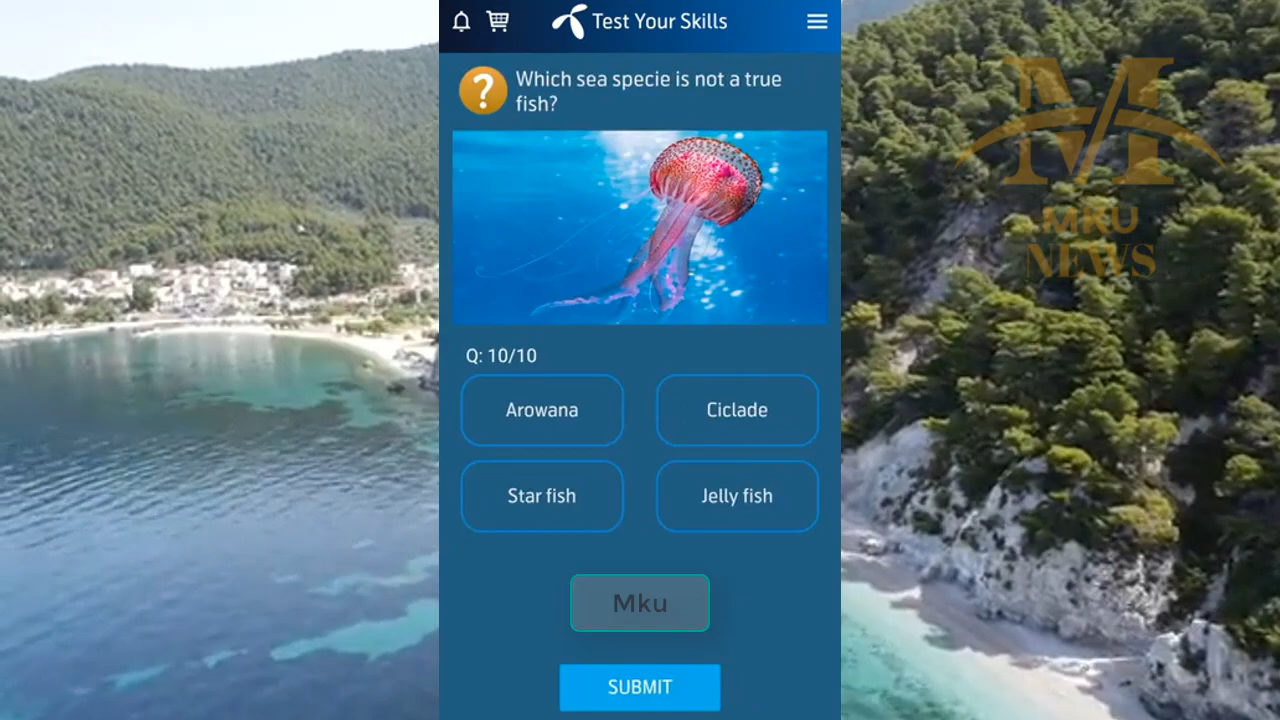 Test Your Skills
?
Which sea specie is not a true
fish?
M
MKU
NEWS
Q: 10/10
Arowana
Ciclade
Star fish
Jelly fish
Mku
SUBMIT